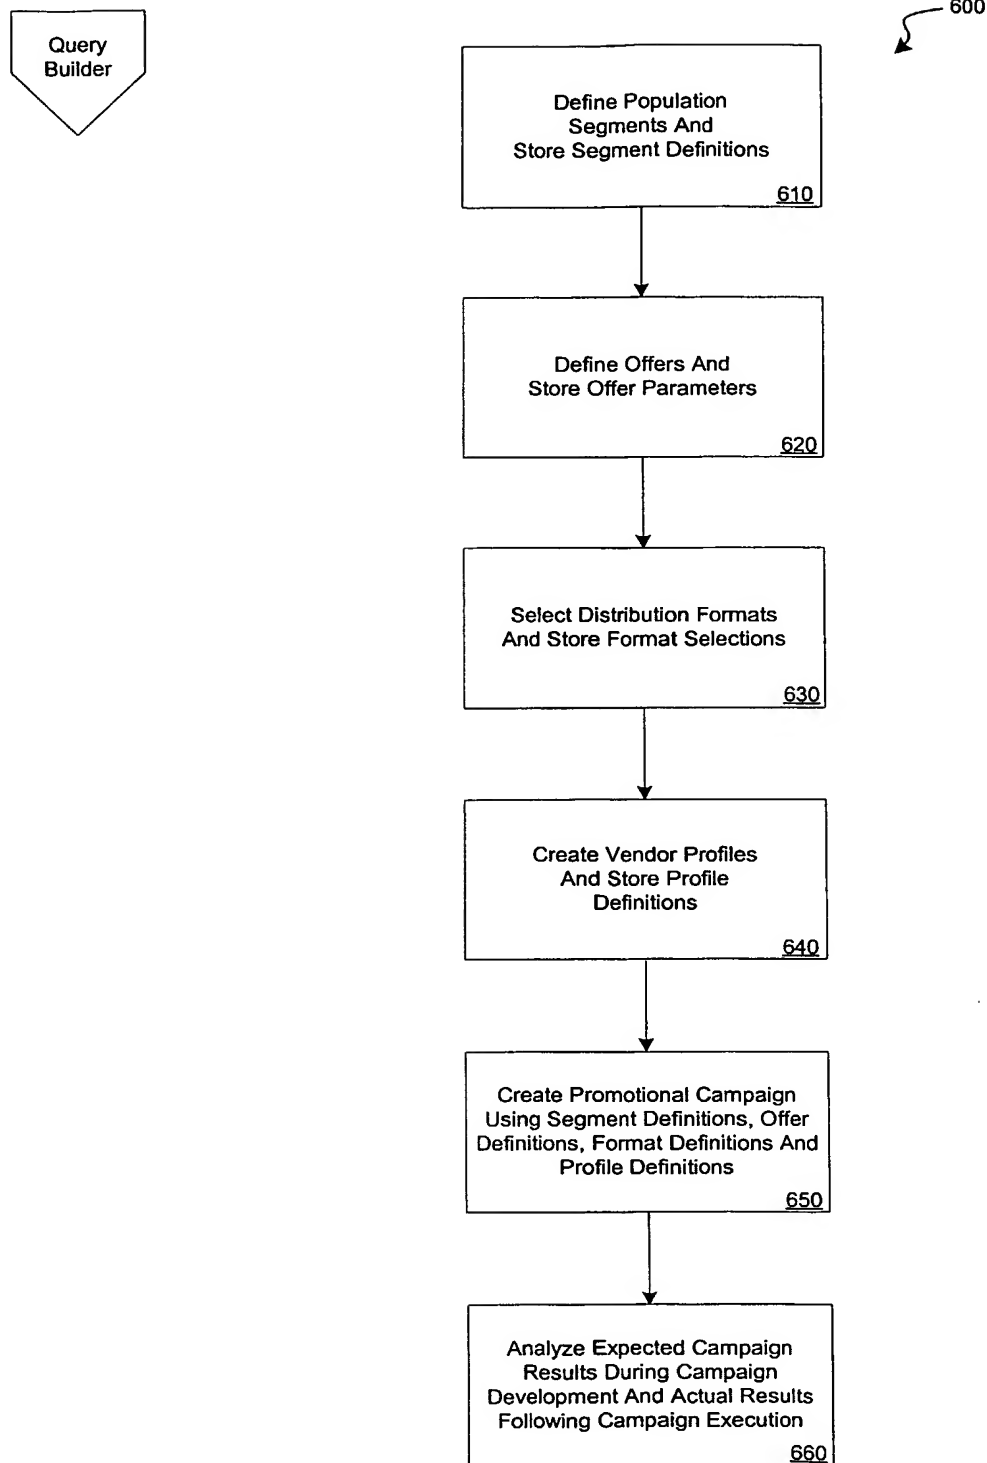 600
Query
Builder
Define Population
Segments And
Store Segment Definitions
610
Define Offers And
Store Offer Parameters
620
Select Distribution Formats
And Store Format Selections
630
Create Vendor Profiles
And Store Profile
Definitions
640
Create Promotional Campaign
Using Segment Definitions, Offer
Definitions, Format Definitions And
Profile Definitions
650
Analyze Expected Campaign
Results During Campaign
Development And Actual Results
Following Campaign Execution
660